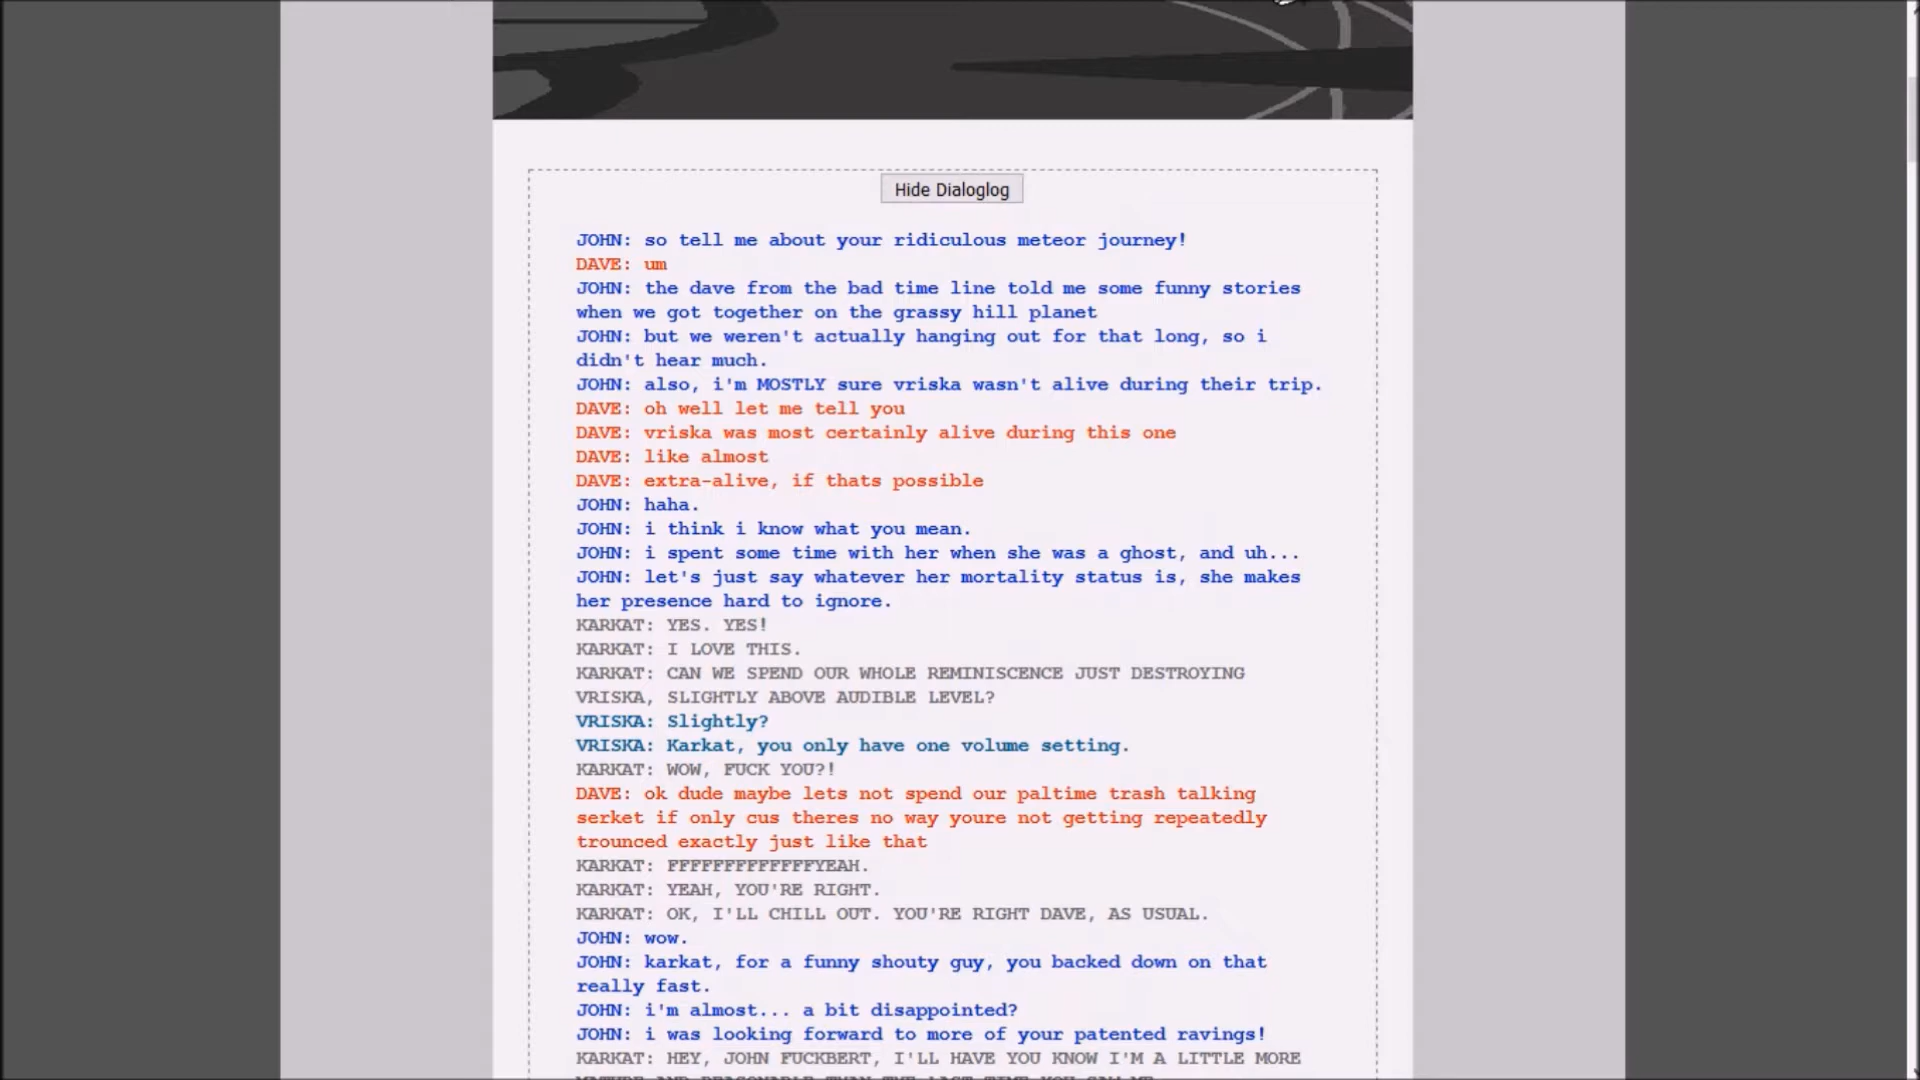 Hide Dialoglog
JOHN: so tell me about your ridiculous meteor journey!
DAVE: um
JOHN: the dave from the bad time line told me some funny stories
when we got together on the grassy hill planet
JOHN: but we weren't actually hanging out for that long, so i
didn't hear much.
JOHN: also, i'm MOSTLY sure vriska wasn't alive during their trip.
DAVE: oh well let me tell you
DAVE: vriska was most certainly alive during this one
DAVE: like almost
DAVE: extra-alive, if thats possible
JOHN: haha.
JOHN: i think i know what you mean.
JOHN: i spent some time with her when she was a ghost, and uh...
JOHN: let's just say whatever her mortality status is, she makes
her presence hard to ignore.
KARKAT: YES. YES!
KARKAT: I LOVE THIS.
KARKAT: CAN WE SPEND OUR WHOLE REMINISCENCE JUST DESTROYING
VRISKA, SLIGHTLY ABOVE AUDIBLE LEVEL?
VRISKA: Slightly?
VRISKA: Karkat, you only have one volume setting.
KARKAT: WOW, FUCK YOU?!
DAVE: ok dude maybe lets not spend our paltime trash talking
serket if only cus theres no way youre not getting repeatedly
trounced exactly just like that
KARKAT: FFFFFFFFFFFFFYEAH.
KARKAT: YEAH, YOU'RE RIGHT.
KARKAT: OK, I'LL CHILL OUT. YOU'RE RIGHT DAVE, AS USUAL.
JOHN: wow.
JOHN: karkat, for a funny shouty guy, you backed down on that
really fast.
JOHN: i'm almost... a bit disappointed?
JOHN: i was looking forward to more of your patented ravings!
KARKAT: HEY, JOHN FUCKBERT, I'LL HAVE YOU KNOW I'M A LITTLE MORE
MATURE AND REASONABLE THAN THE LAST TIME YOU SAW ME